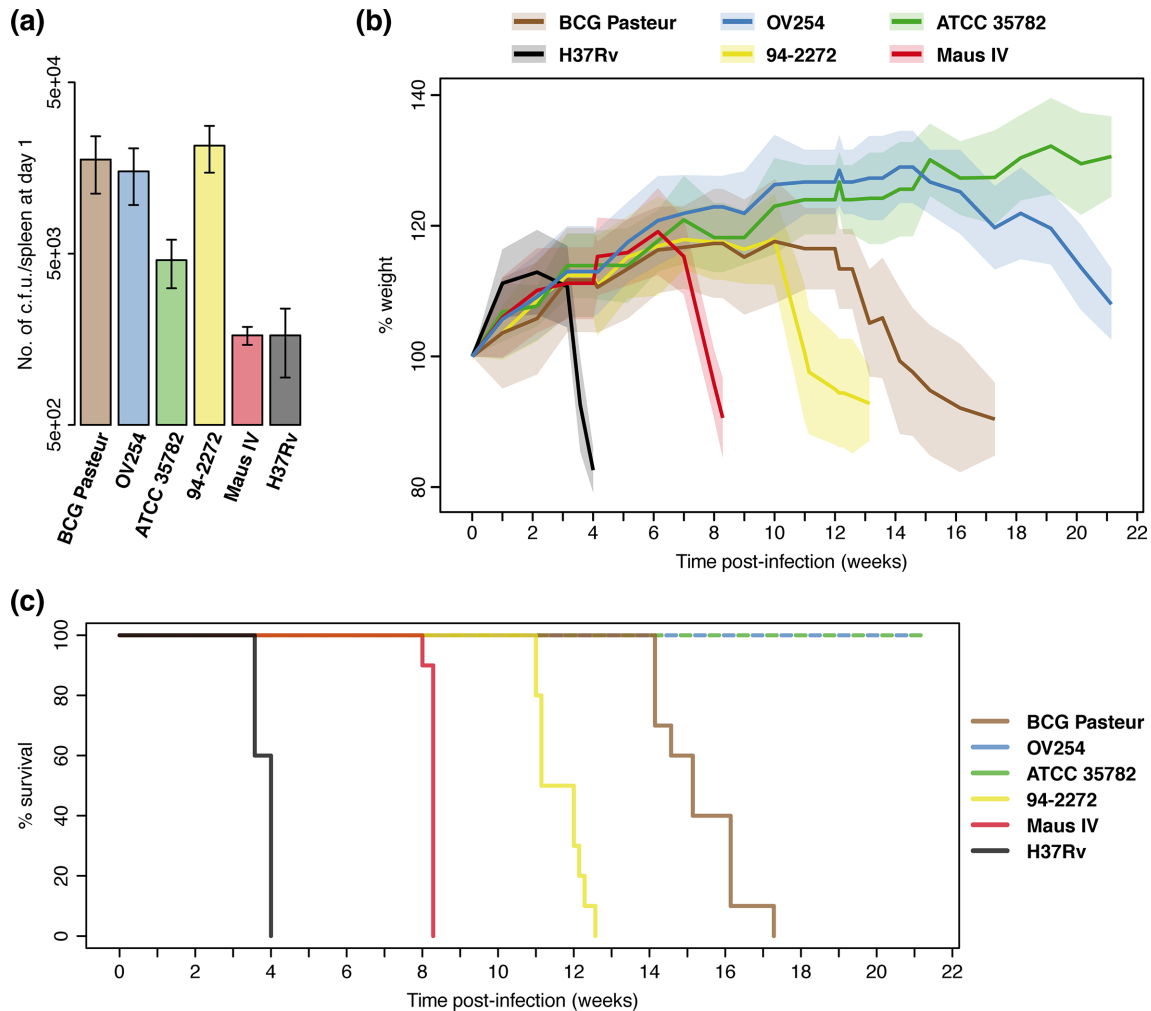 (a)
No. of c.f.u./spleen at day 1
5e+04
5e+03
5e+02
BCG Pasteur
OV254
ATCC 35782
94-2272
Maus IV
H37Rv
(b)
BCG Pasteur OV254 ATCC 35782
H37Rv 94-2272 Maus IV
% weight
140
120
100
80
0 2 4 6 8 10 12 14 16 18 20 22
Time post-infection (weeks)
(c)
% survival
100
80
60
40
20
0
0 2 4 6 8 10 12 14 16 18 20 22
Time post-infection (weeks)
BCG Pasteur
OV254
ATCC 35782
94-2272
Maus IV
H37Rv